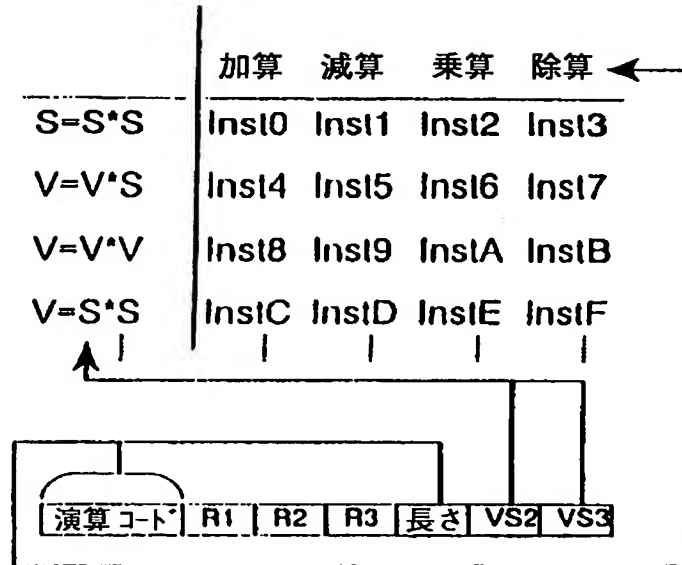 加算 減算 乗算 除算
S=S*S Inst0 Inst1 Inst2 Inst3
V=V*S Inst4 Inst5 Inst6 Inst7
V=V*V Inst8 Inst9 InstA InstB
V=S*S InstC InstD InstE InstF
演算コード R1 R2 R3 長さ VS2 VS3